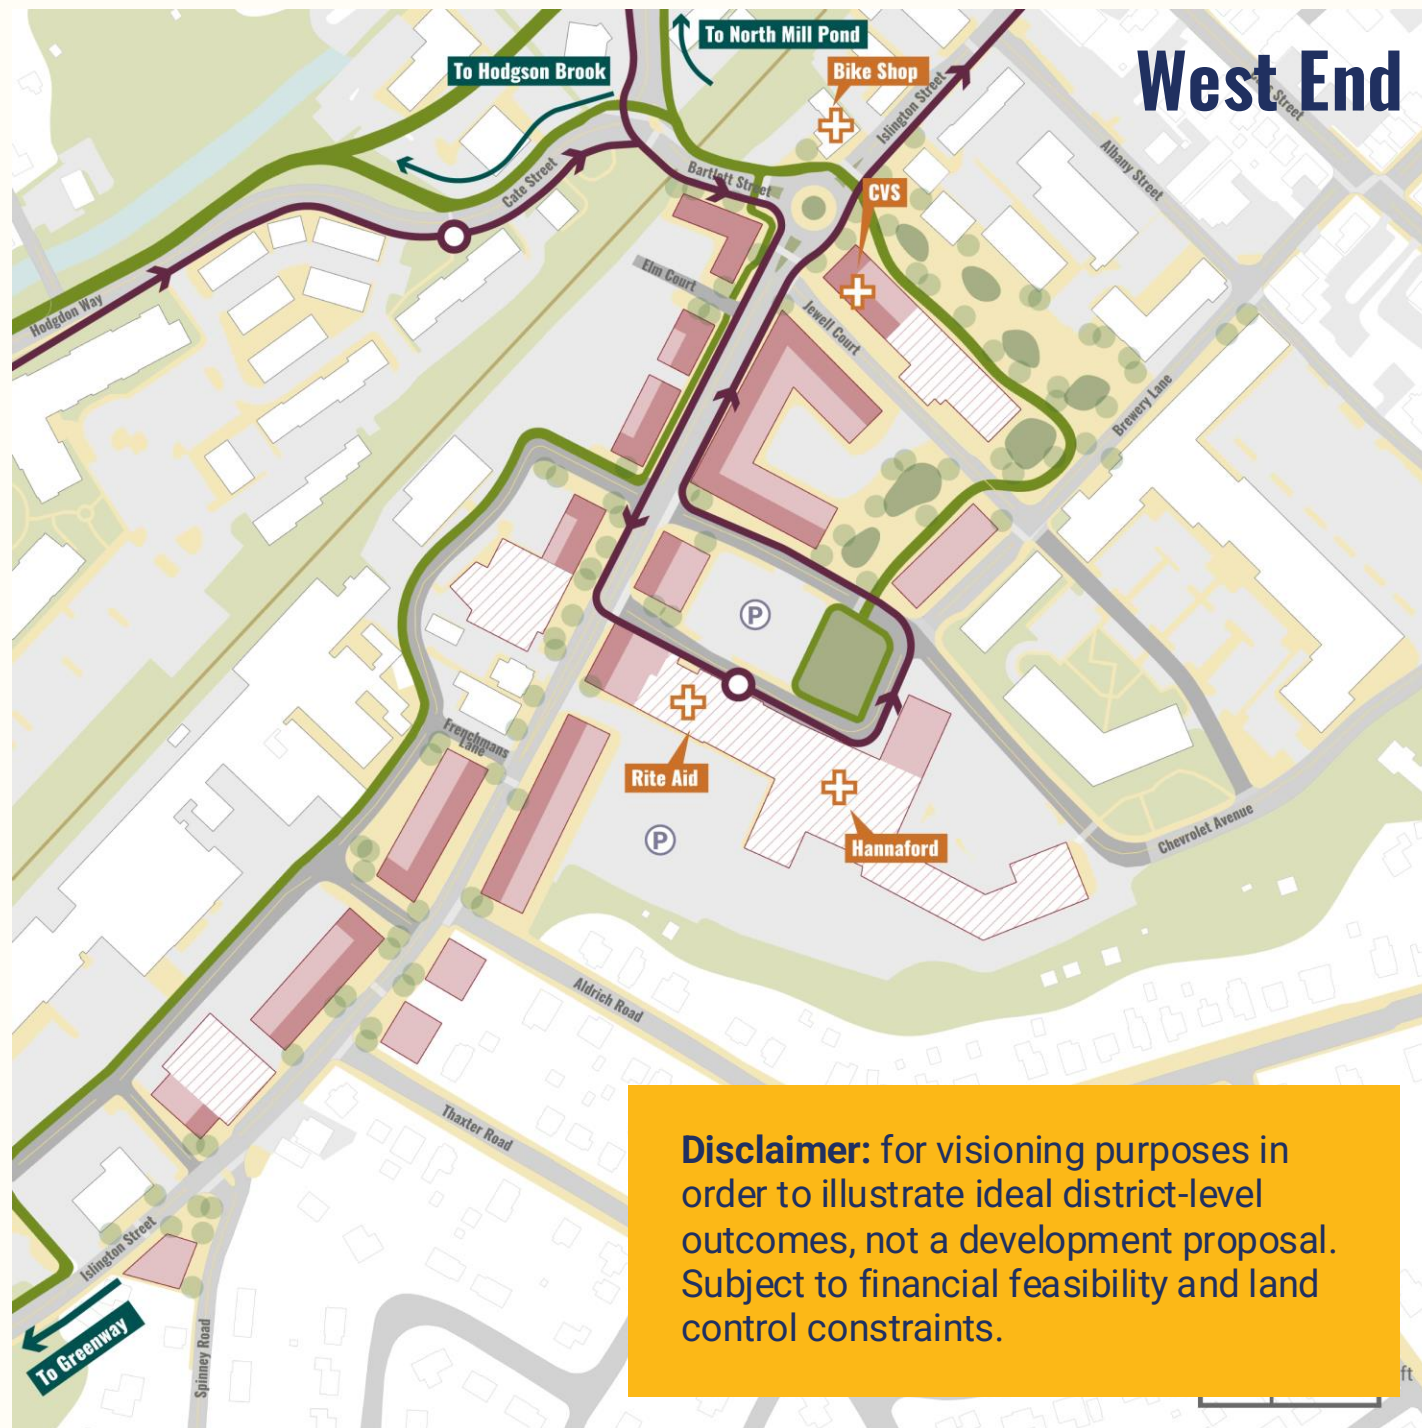 To North Mill Pond
West End
To Hodgson Brook
Bike Shop
Islington Street
Street
Albany Street
Cate Street
Bartlett Street
CVS
Elm Court
Hodgdon Way
Jewell Court
Brewery Lane
P
Frenchmans
Lane
Rite Aid
P
Hannaford
Chevrolet Avenue
Aldrich Road
Thaxter Road
Disclaimer: for visioning purposes in
order to illustrate ideal district-level
outcomes, not a development proposal.
Subject to financial feasibility and land
control constraints.
Islington Street
To Greenway
Spinney Road
ft